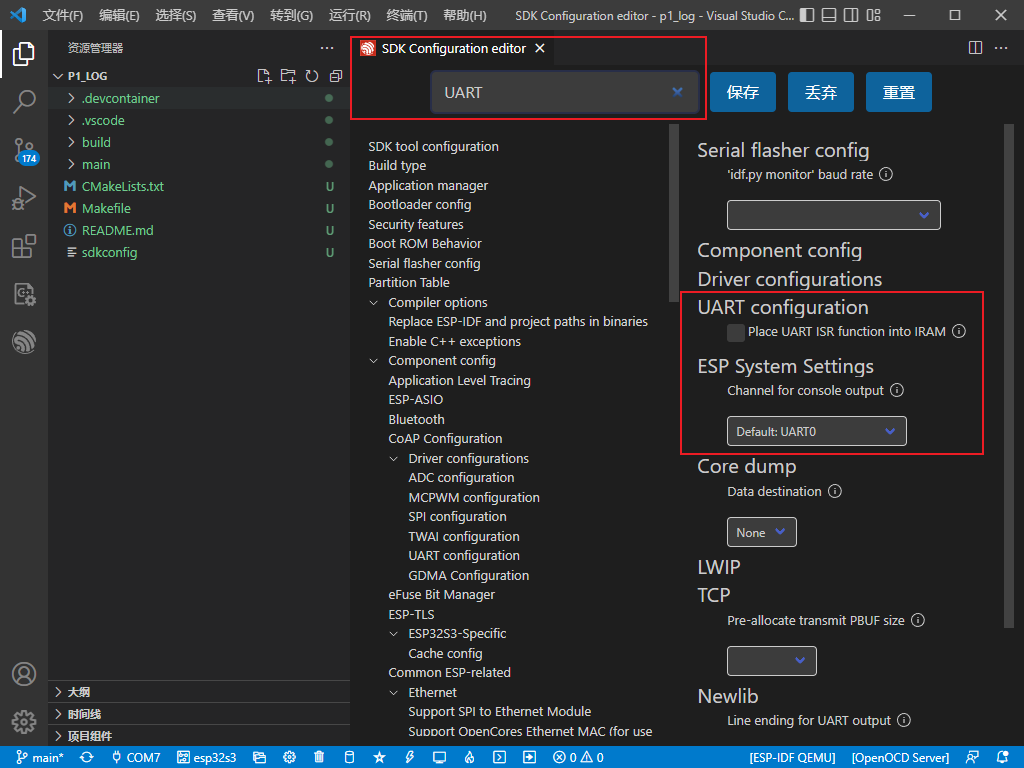 文件(F) 编辑(E) 选择(S) 查看(V) 转到(G) 运行(R) 终端(T) 帮助(H) SDK Configuration editor - p1_log - Visual Studio C...
资源管理器
P1_LOG
.devcontainer
.vscode
build
main
CMakeLists.txt U
Makefile U
README.md U
sdkconfig U
大纲
时间线
项目组件
174
SDK Configuration editor
UART
保存 丢弃 重置
SDK tool configuration
Build type
Application manager
Bootloader config
Security features
Boot ROM Behavior
Serial flasher config
Partition Table
Compiler options
Replace ESP-IDF and project paths in binaries
Enable C++ exceptions
Component config
Application Level Tracing
ESP-ASIO
Bluetooth
CoAP Configuration
Driver configurations
ADC configuration
MCPWM configuration
SPI configuration
TWAI configuration
UART configuration
GDMA Configuration
eFuse Bit Manager
ESP-TLS
ESP32S3-Specific
Cache config
Common ESP-related
Ethernet
Support SPI to Ethernet Module
Support OpenCores Ethernet MAC (for use
Serial flasher config
'idf.py monitor' baud rate
Component config
Driver configurations
UART configuration
Place UART ISR function into IRAM
ESP System Settings
Channel for console output
Default: UART0
Core dump
Data destination
None
LWIP
TCP
Pre-allocate transmit PBUF size
Newlib
Line ending for UART output
main* COM7 esp32s3 0 0 [ESP-IDF QEMU] [OpenOCD Server]